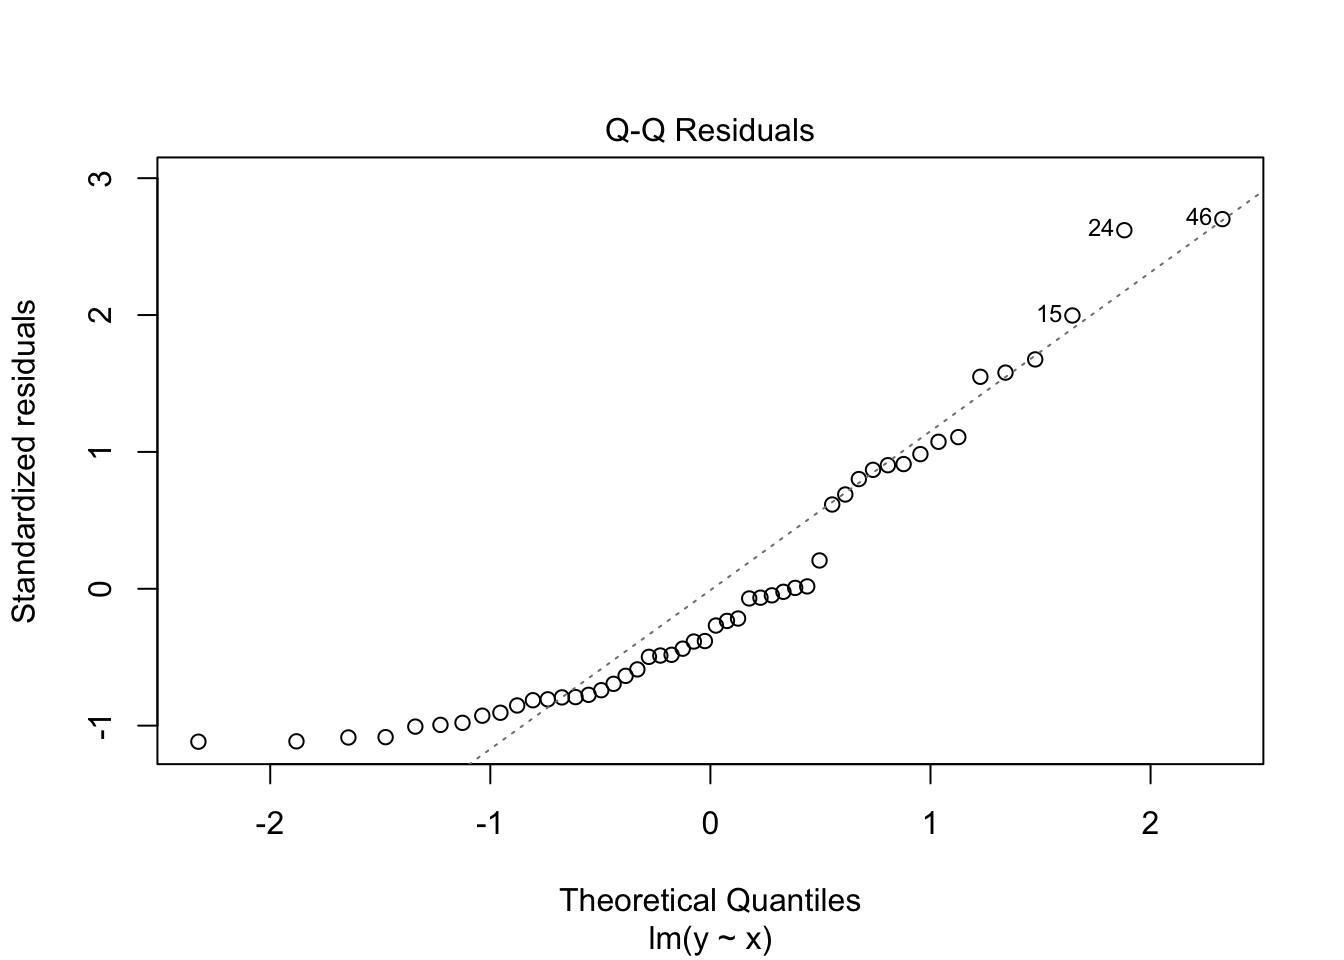 Q-Q Residuals
Standardized residuals
3
2
1
0
-1
24
46
15
-2 -1 0 1 2
Theoretical Quantiles
lm(y ~ x)